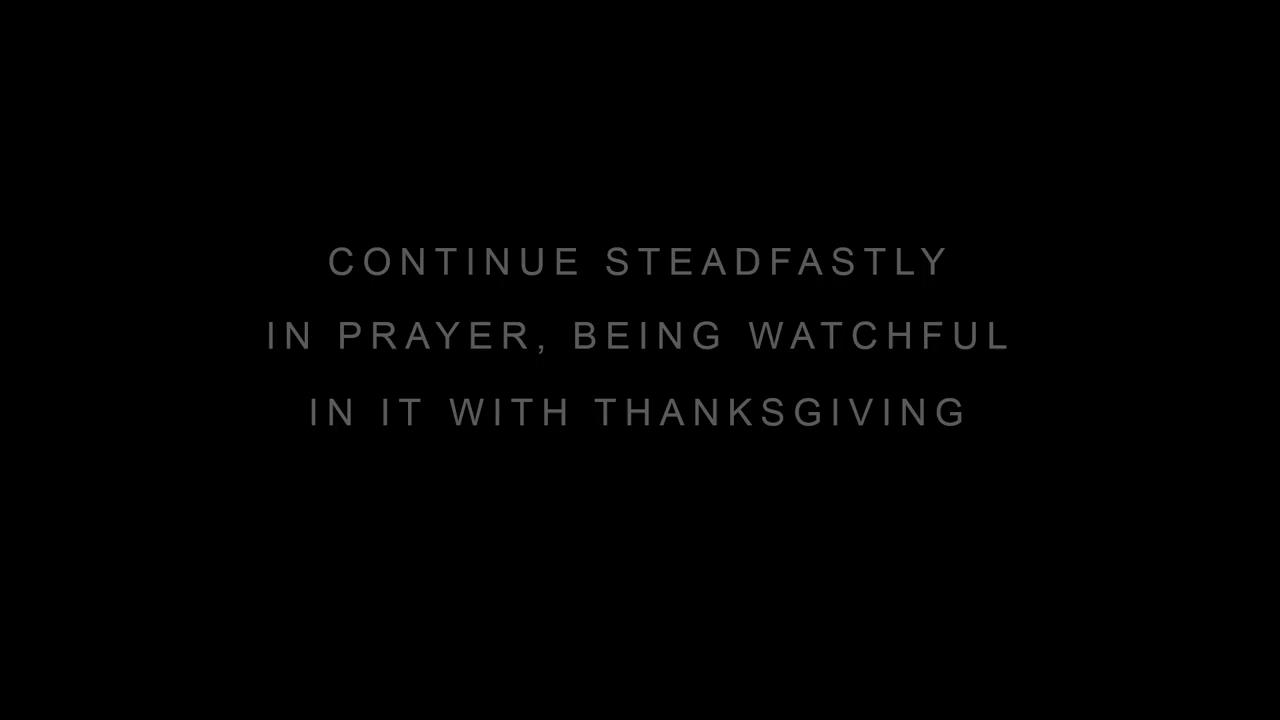 CONTINUE STEADFASTLY
IN PRAYER, BEING WATCHFUL
IN IT WITH THANKSGIVING